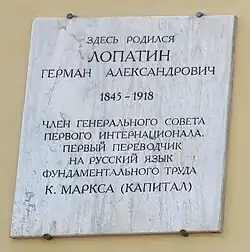 ЗДЕСЬ РОДИЛСЯ
ЛОПАТИН
ГЕРМАН АЛЕКСАНДРОВИЧ
1845 - 1918
ЧЛЕН ГЕНЕРАЛЬНОГО СОВЕТА
ПЕРВОГО ИНТЕРНАЦИОНАЛА.
ПЕРВЫЙ ПЕРЕВОДЧИК
НА РУССКИЙ ЯЗЫК
ФУНДАМЕНТАЛЬНОГО ТРУДА
К. МАРКСА (КАПИТАЛ)